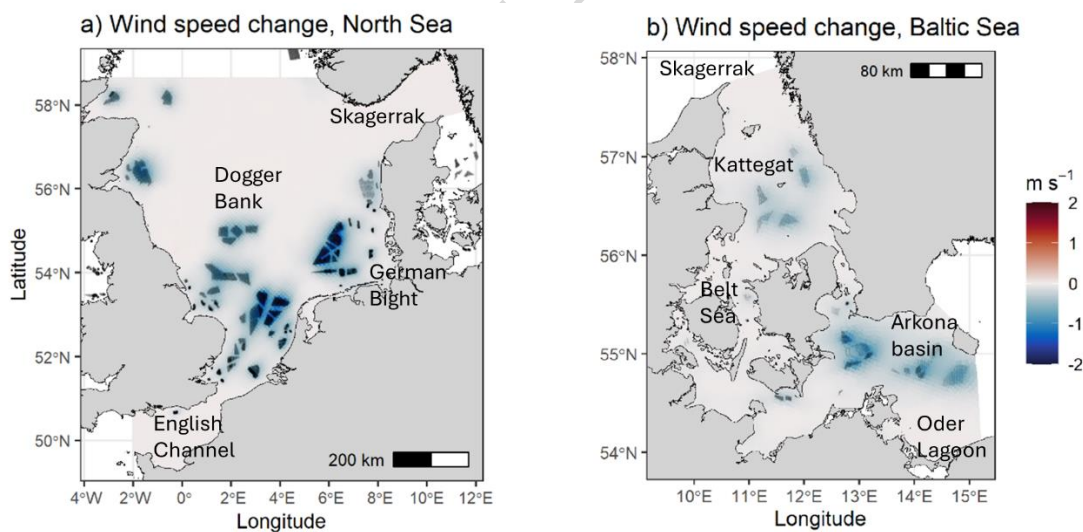 a) Wind speed change, North Sea
58°N
56°N
54°N
52°N
50°N
Latitude
4°W
2°W
0°
2°E
4°E
6°E
8°E
10°E
12°E
Longitude
Skagerrak
Dogger
Bank
German
Bight
English
Channel
200 km
b) Wind speed change, Baltic Sea
58°N
57°N
56°N
55°N
54°N
10°E
11°E
12°E
13°E
14°E
15°E
Longitude
Skagerrak
80 km
Kattegat
Belt
Sea
Arkona
basin
Oder
Lagoon
m s⁻¹
2
1
0
-1
-2